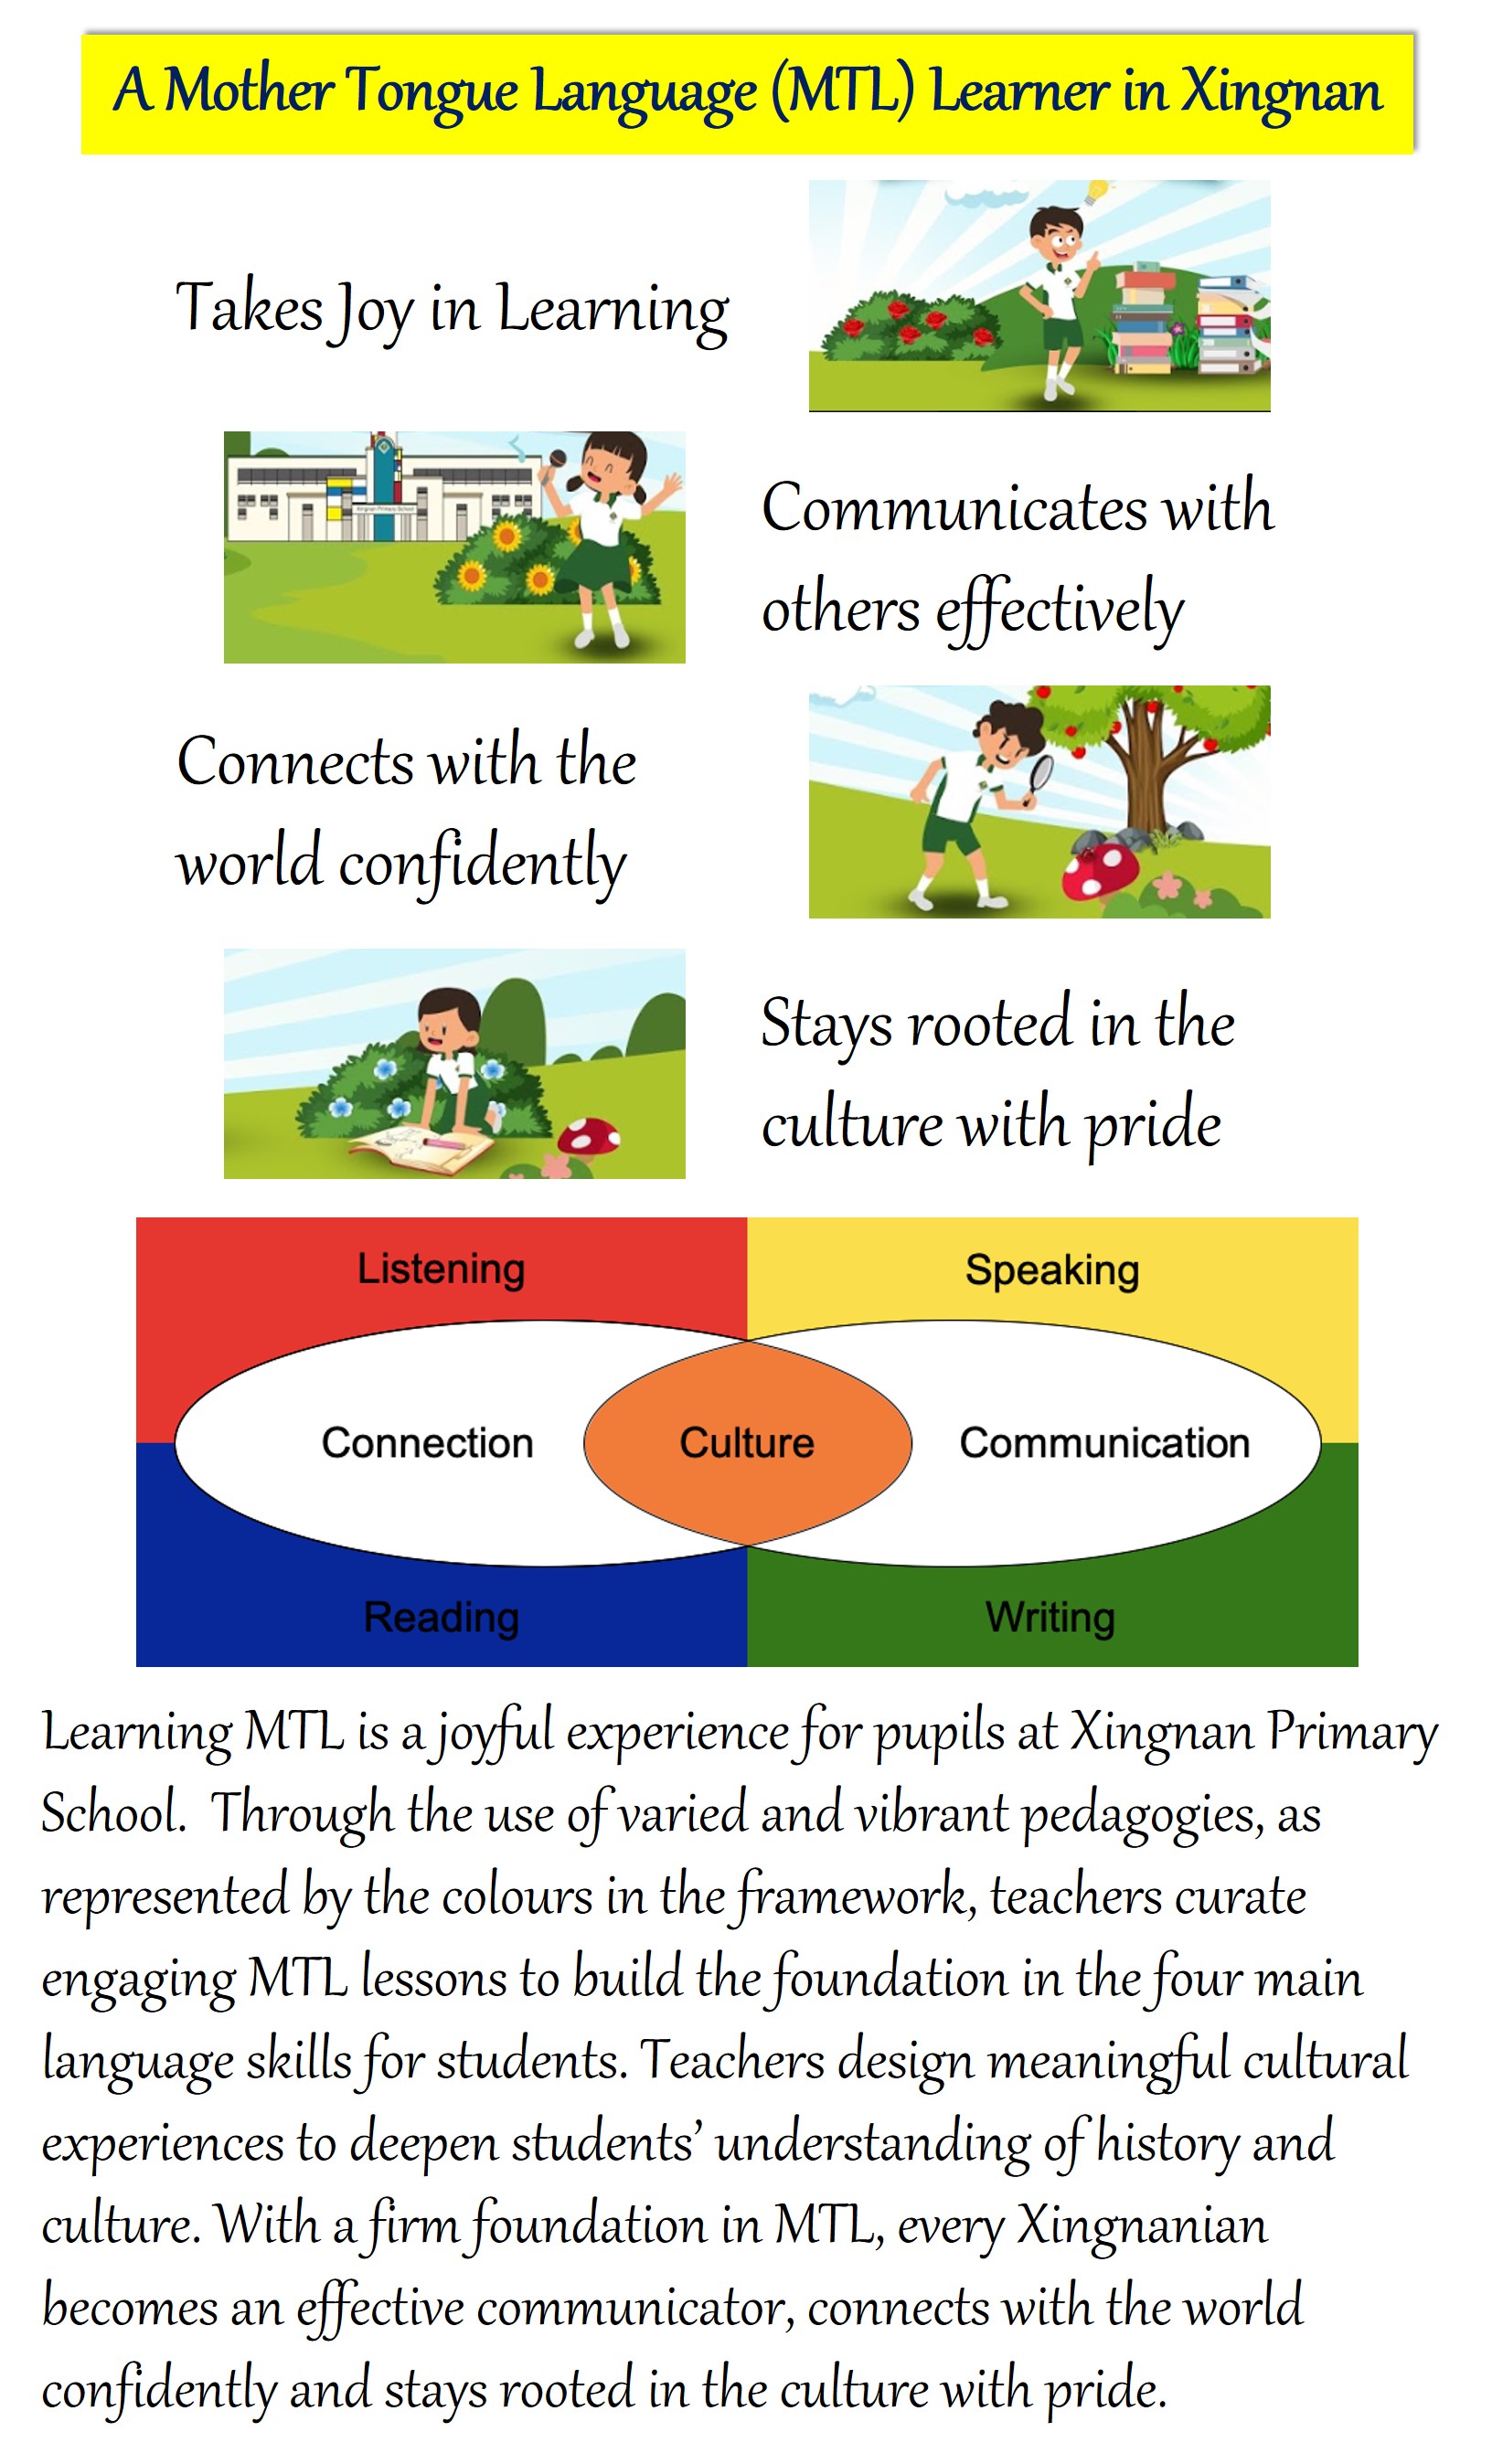 A Mother Tongue Language (MTL) Learner in Xingnan
Takes Joy in Learning
Xingnan Primary School
Communicates with
others effectively
Connects with the
world confidently
Stays rooted in the
culture with pride
Listening
Speaking
Connection
Culture
Communication
Reading
Writing
Learning MTL is a joyful experience for pupils at Xingnan Primary
School.  Through the use of varied and vibrant pedagogies, as
represented by the colours in the framework, teachers curate
engaging MTL lessons to build the foundation in the four main
language skills for students. Teachers design meaningful cultural
experiences to deepen students’ understanding of history and
culture. With a firm foundation in MTL, every Xingnanian
becomes an effective communicator, connects with the world
confidently and stays rooted in the culture with pride.